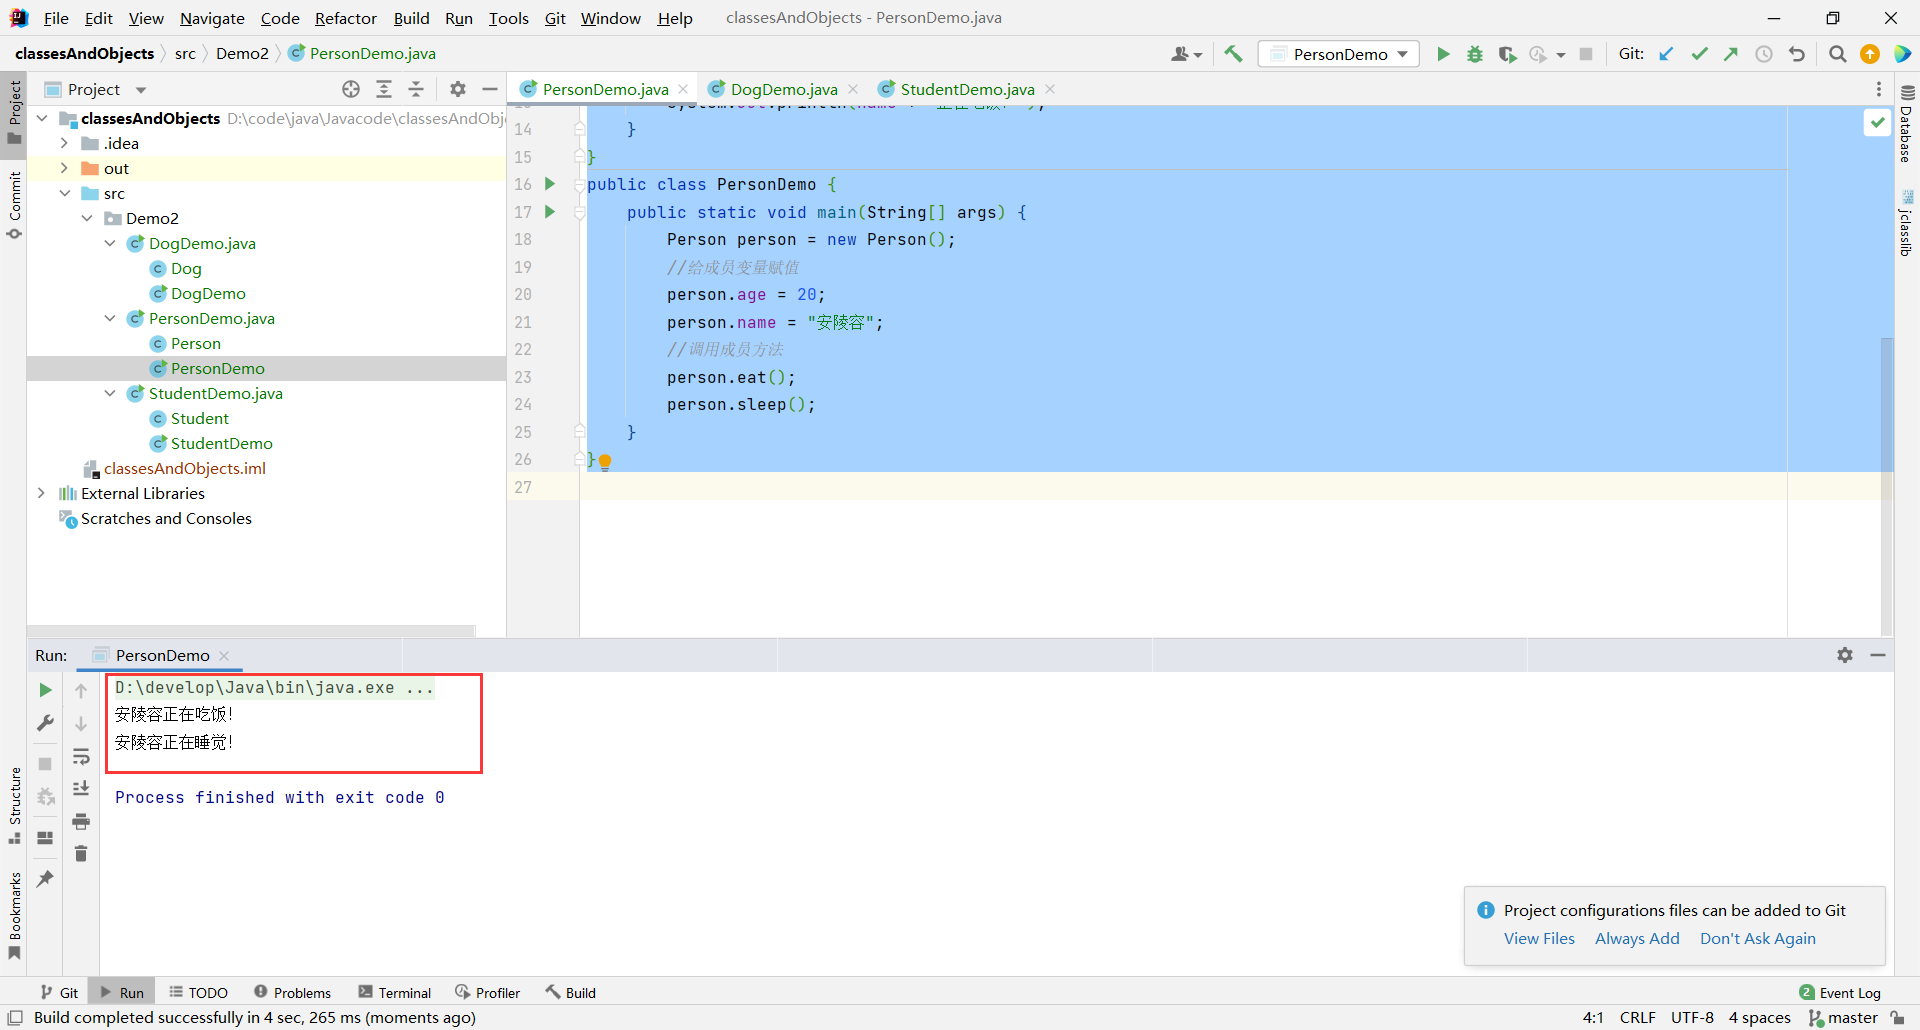 File Edit View Navigate Code Refactor Build Run Tools Git Window Help classesAndObjects - PersonDemo.java
classesAndObjects src Demo2 PersonDemo.java PersonDemo Git:
Project
PersonDemo.java DogDemo.java StudentDemo.java
Project
Commit
Structure
Bookmarks
Database
jclasslib
classesAndObjects D:\code\java\Javacode\classesAndObj
.idea
out
src
Demo2
DogDemo.java
Dog
DogDemo
PersonDemo.java
Person
PersonDemo
StudentDemo.java
Student
StudentDemo
classesAndObjects.iml
External Libraries
Scratches and Consoles
14 }
15 }
16 public class PersonDemo {
17 public static void main(String[] args) {
18 Person person = new Person();
19 //给成员变量赋值
20 person.age = 20;
21 person.name = "安陵容";
22 //调用成员方法
23 person.eat();
24 person.sleep();
25 }
26 }
27
Run: PersonDemo
D:\develop\Java\bin\java.exe ...
安陵容正在吃饭!
安陵容正在睡觉!
Process finished with exit code 0
Project configurations files can be added to Git
View Files Always Add Don't Ask Again
Git Run TODO Problems Terminal Profiler Build 2 Event Log
Build completed successfully in 4 sec, 265 ms (moments ago) 4:1 CRLF UTF-8 4 spaces master